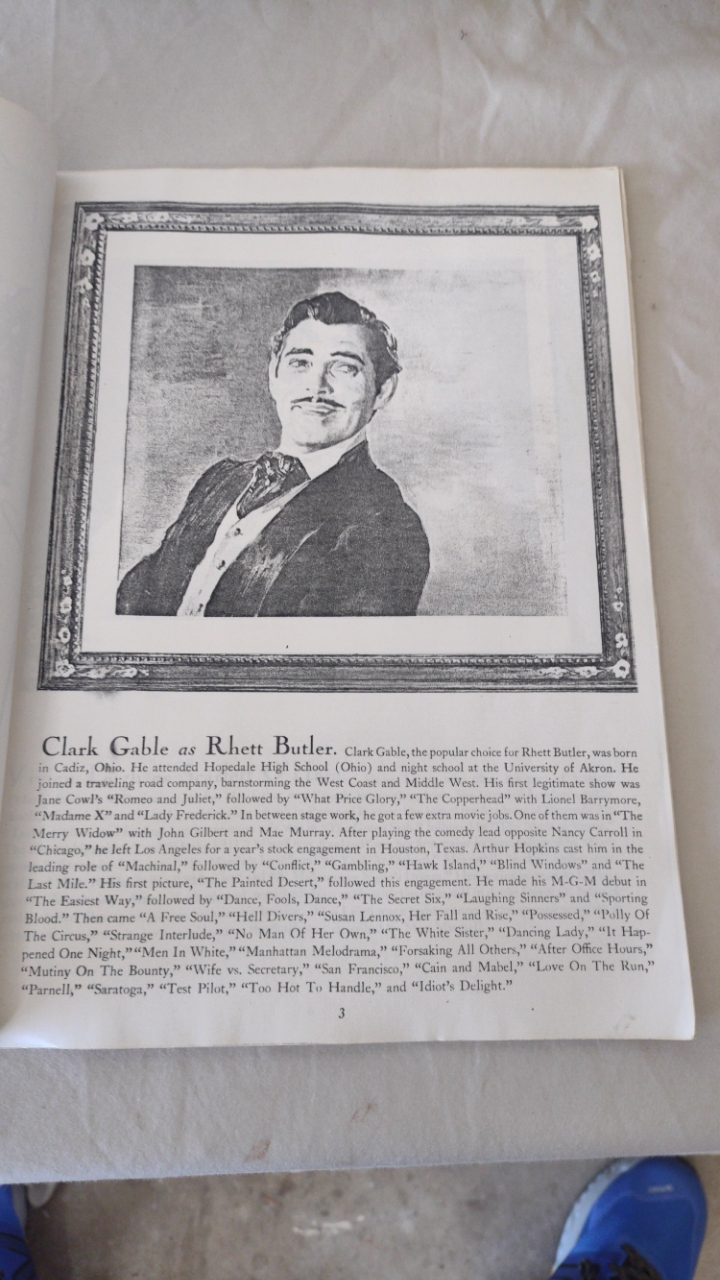 Clark Gable as Rhett Butler. Clark Gable, the popular choice for Rhett Butler, was born
in Cadiz, Ohio. He attended Hopedale High School (Ohio) and night school at the University of Akron. He
joined a traveling road company, barnstorming the West Coast and Middle West. His first legitimate show was
Jane Cowl's "Romeo and Juliet," followed by "What Price Glory," "The Copperhead" with Lionel Barrymore,
"Madame X" and "Lady Frederick." In between stage work, he got a few extra movie jobs. One of them was in "The
Merry Widow" with John Gilbert and Mae Murray. After playing the comedy lead opposite Nancy Carroll in
"Chicago," he left Los Angeles for a year's stock engagement in Houston, Texas. Arthur Hopkins cast him in the
leading role of "Machinal," followed by "Conflict," "Gambling," "Hawk Island," "Blind Windows" and "The
Last Mile." His first picture, "The Painted Desert," followed this engagement. He made his M-G-M debut in
"The Easiest Way," followed by "Dance, Fools, Dance," "The Secret Six," "Laughing Sinners" and "Sporting
Blood." Then came "A Free Soul," "Hell Divers," "Susan Lennox, Her Fall and Rise," "Possessed," "Polly Of
The Circus," "Strange Interlude," "No Man Of Her Own," "The White Sister," "Dancing Lady," "It Hap-
pened One Night," "Men In White," "Manhattan Melodrama," "Forsaking All Others," "After Office Hours,"
"Mutiny On The Bounty," "Wife vs. Secretary," "San Francisco," "Cain and Mabel," "Love On The Run,"
"Parnell," "Saratoga," "Test Pilot," "Too Hot To Handle," and "Idiot's Delight."
3